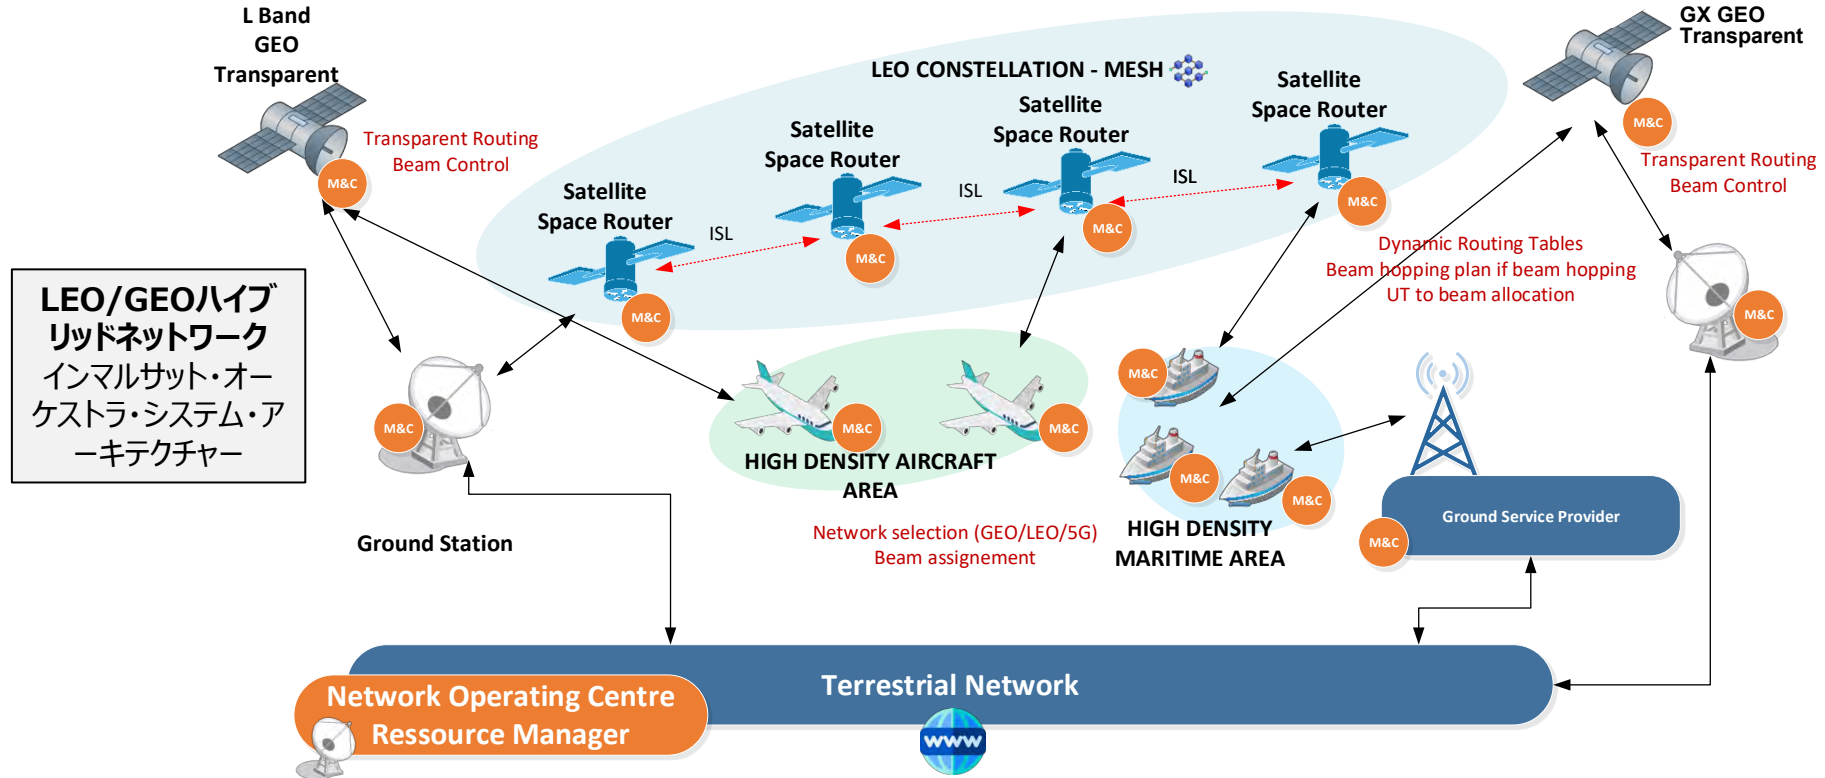 L Band
GEO
Transparent
GX GEO
Transparent
LEO CONSTELLATION - MESH
Satellite
Space Router
Satellite
Space Router
Satellite
Space Router
Satellite
Space Router
Transparent Routing
Beam Control
M&C
M&C
Transparent Routing
Beam Control
ISL
ISL
ISL
M&C
M&C
M&C
M&C
Dynamic Routing Tables
Beam hopping plan if beam hopping
UT to beam allocation
LEO/GEOハイブ
リッドネットワーク
インマルサット・オー
ケストラ・システム・ア
ーキテクチャー
M&C
M&C
M&C
M&C
M&C
M&C
M&C
HIGH DENSITY AIRCRAFT
AREA
HIGH DENSITY
MARITIME AREA
Network selection (GEO/LEO/5G)
Beam assignement
Ground Service Provider
M&C
Ground Station
Terrestrial Network
Network Operating Centre
Ressource Manager
www